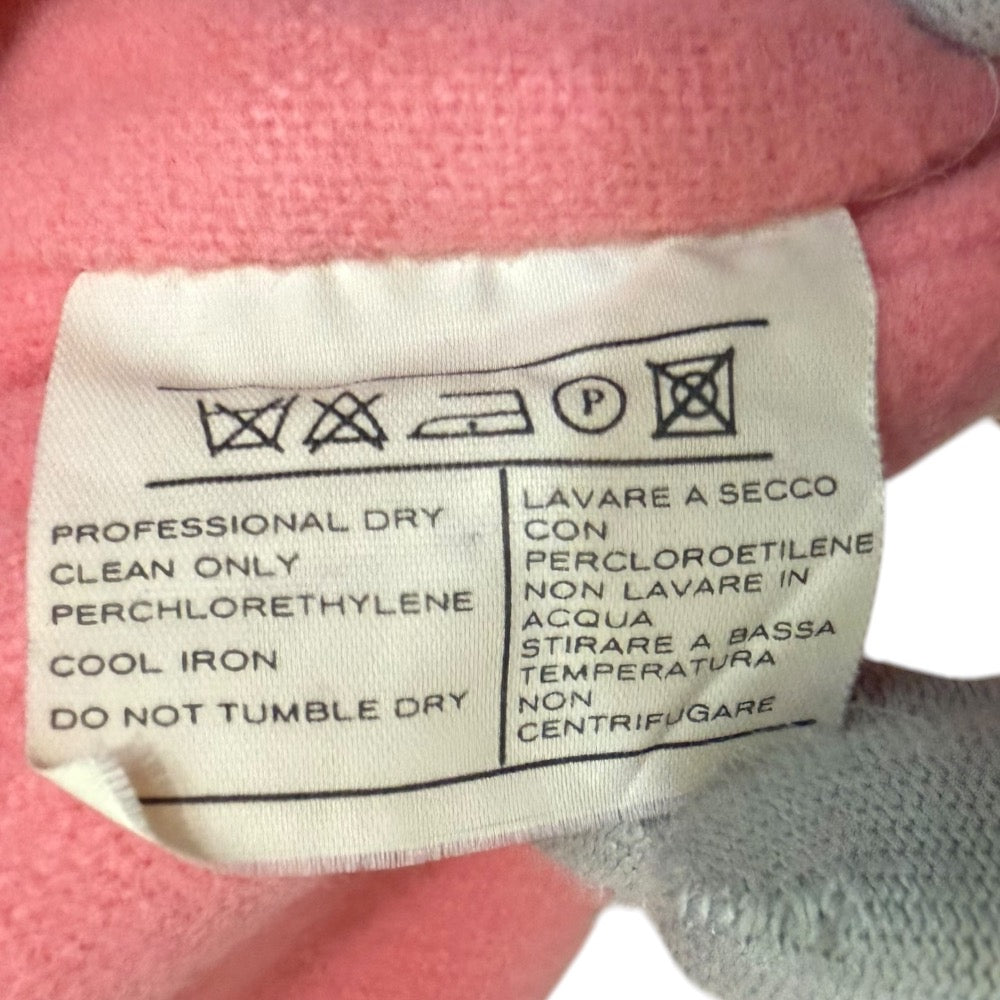 P
PROFESSIONAL DRY
CLEAN ONLY
PERCHLORETHYLENE
COOL IRON
DO NOT TUMBLE DRY
LAVARE A SECCO
CON
PERCLOROETILENE
NON LAVARE IN
ACQUA
STIRARE A BASSA
TEMPERATURA
NON
CENTRIFUGARE